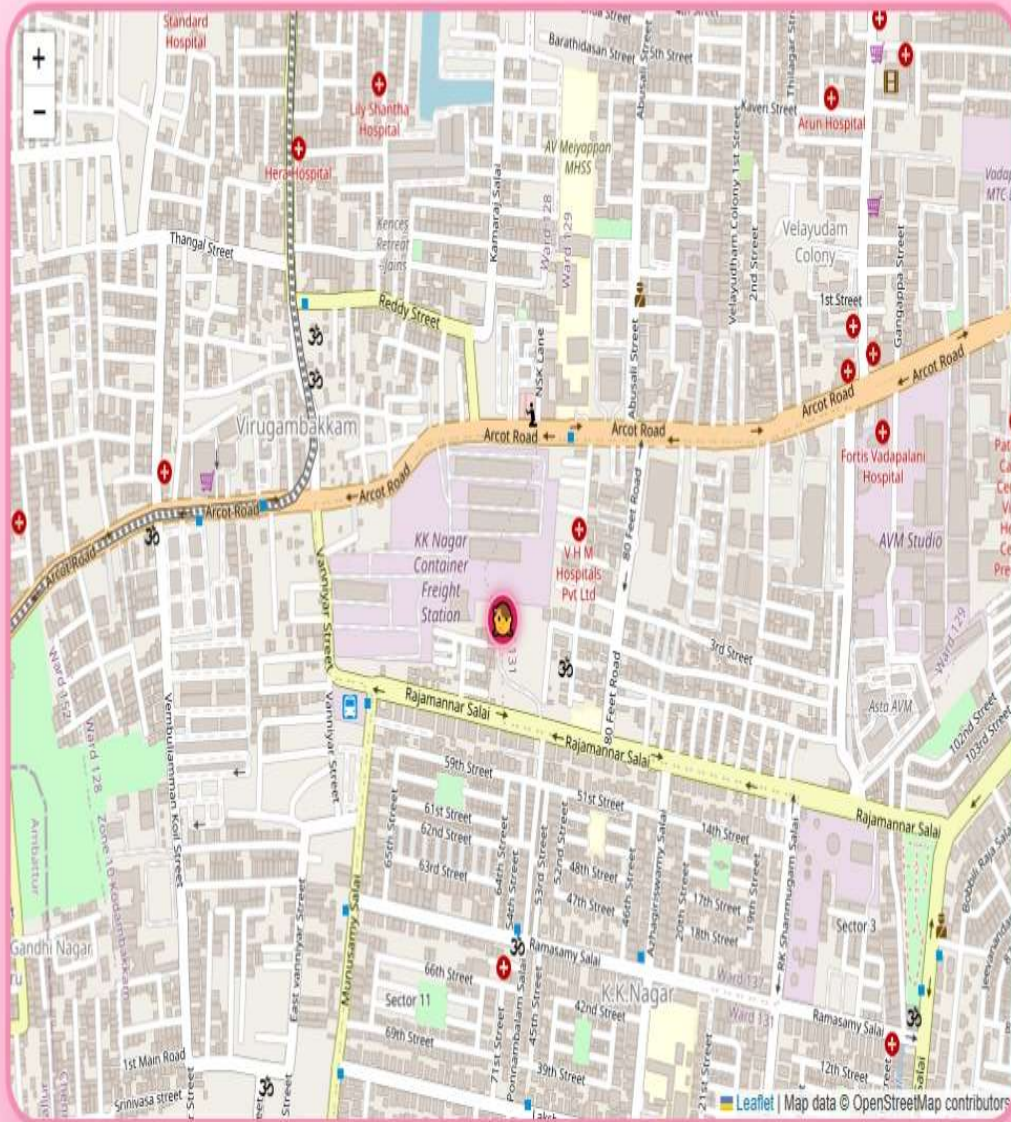 +
−
Standard
Hospital
Lily Shantha
Hospital
Hera Hospital
Thangal Street
Kences
Retreat
-Jains
Kamaraj Salai
Reddy Street
Barathidasan Street
5th Street
Abusali Street
AV Meiyappan
MHSS
Ward 128
Ward 129
Kaveri Street
Arun Hospital
Velayudham Colony 1st Street
2nd Street
Velayudam
Colony
1st Street
Gangappa Street
NSK Lane
Abusali Street
Arcot Road
Arcot Road
Arcot Road
Arcot Road
Virugambakkam
Arcot Road
Arcot Road
Arcot Road
Fortis Vadapalani
Hospital
AVM Studio
KK Nagar
Container
Freight
Station
V H M
Hospitals
Pvt Ltd
80 Feet Road
80 Feet Road
Vanniyar Street
Vanniyar Street
131
3rd Street
Ward 129
Asta AVM
102nd Street
103rd Street
Ward 152
Ward 128
Zone 10 Kodambakkam
Ambattur
Vembuliamman Koil Street
Rajamannar Salai
Rajamannar Salai
Rajamannar Salai
59th Street
61st Street
62nd Street
63rd Street
65th Street
64th Street
54th Street
53rd Street
52nd Street
51st Street
48th Street
47th Street
46th Street
Azhagiriswamy Salai
14th Street
17th Street
18th Street
20th Street
19th Street
RK Shanmugam Salai
Sector 3
Bobbili Raja Salai
Gandhi Nagar
East vanniyar Street
Munusamy Salai
Ramasamy Salai
66th Street
Sector 11
69th Street
71st Street
Ponnambalam Salai
45th Street
42nd Street
39th Street
K.K.Nagar
Ward 137
Ward 131
Ramasamy Salai
12th Street
21st Street
1st Main Road
Srinivasa street
Street
Leaflet | Map data © OpenStreetMap contributors